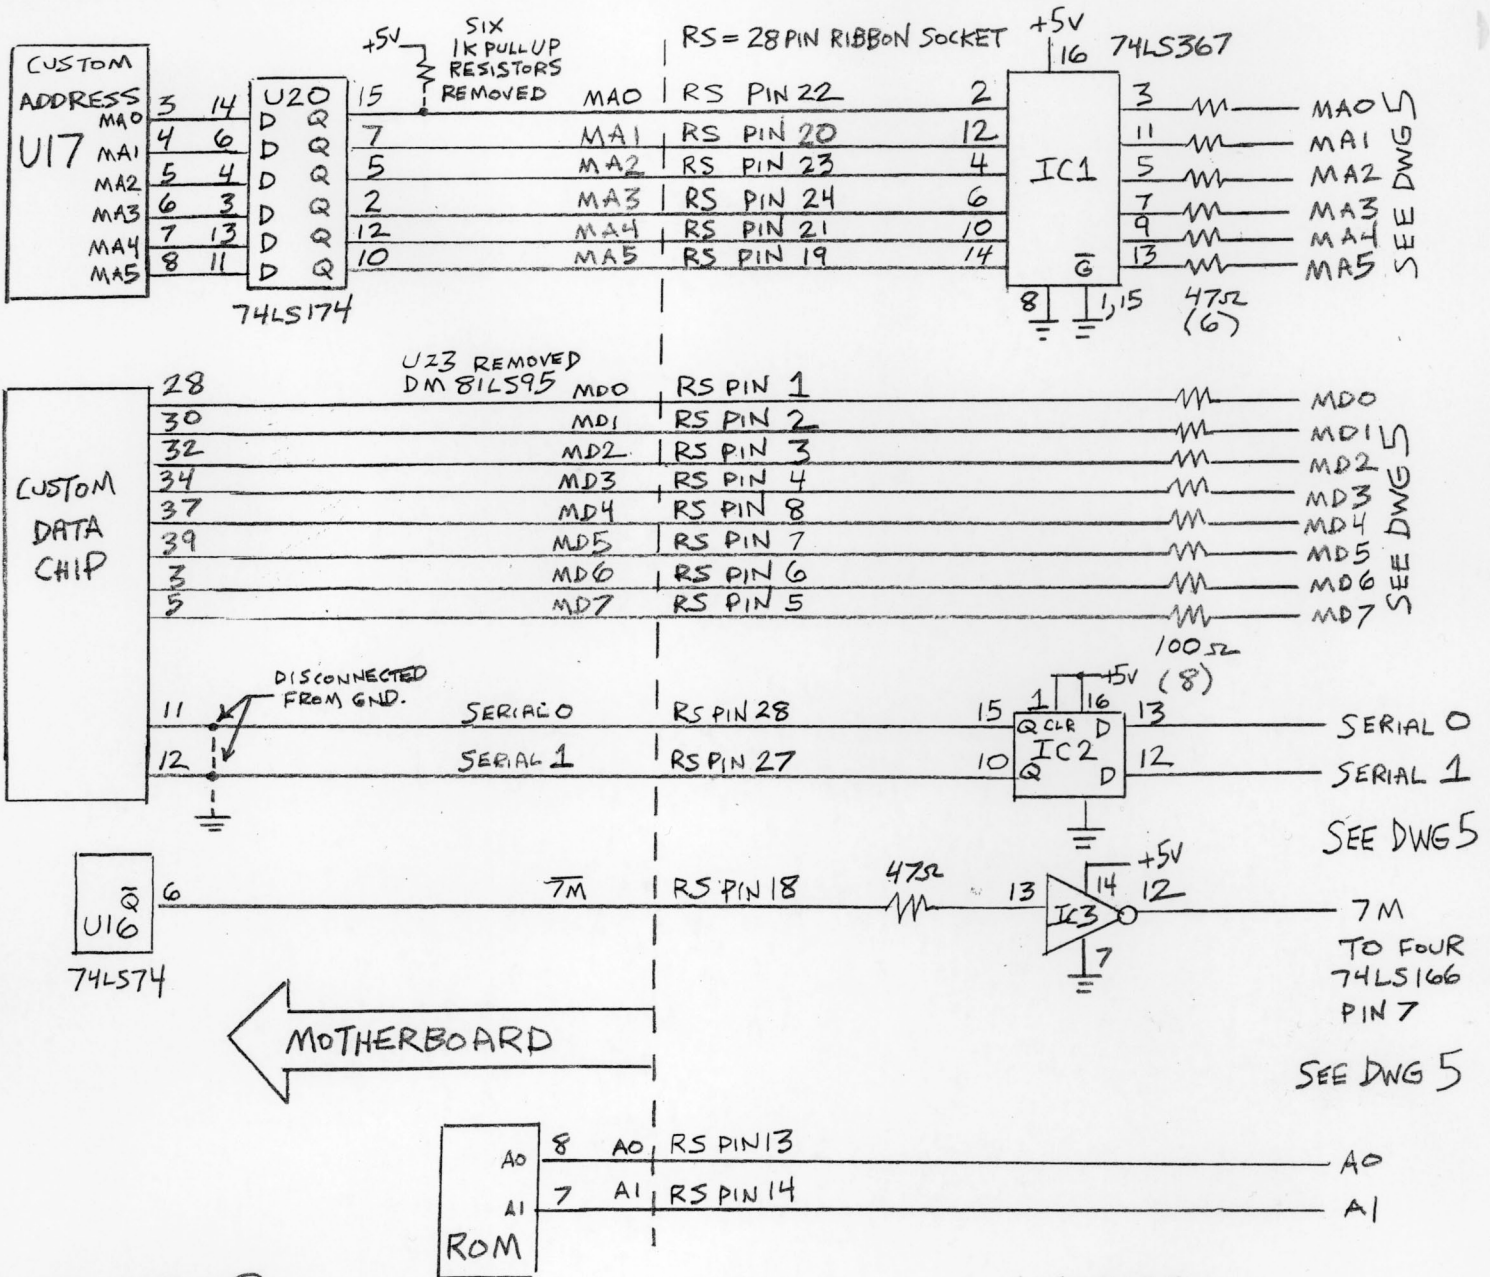 CUSTOM
ADDRESS
U17
MA0 3 14 D Q 15 MA0 RS PIN 22 2 3 MA0
MA1 4 6 D Q 7 MA1 RS PIN 20 12 11 MA1
MA2 5 4 D Q 5 MA2 RS PIN 23 4 5 MA2
MA3 6 3 D Q 2 MA3 RS PIN 24 6 7 MA3
MA4 7 13 D Q 12 MA4 RS PIN 21 10 9 MA4
MA5 8 11 D Q 10 MA5 RS PIN 19 14 13 MA5
U20
74LS174
+5V
SIX
1K PULLUP
RESISTORS
REMOVED
RS = 28 PIN RIBBON SOCKET
+5V
16
74LS367
IC1
G̅
8
1,15
47Ω
(6)
SEE DWG 5
U23 REMOVED
DM 81LS95
CUSTOM
DATA
CHIP
28 MD0 RS PIN 1 MD0
30 MD1 RS PIN 2 MD1
32 MD2 RS PIN 3 MD2
34 MD3 RS PIN 4 MD3
37 MD4 RS PIN 8 MD4
39 MD5 RS PIN 7 MD5
3 MD6 RS PIN 6 MD6
5 MD7 RS PIN 5 MD7
SEE DWG 5
100Ω
(8)
DISCONNECTED
FROM GND.
+5V
1 16
11 SERIAL 0 RS PIN 28 15 Q CLR D 13 SERIAL 0
IC2
12 SERIAL 1 RS PIN 27 10 Q D 12 SERIAL 1
SEE DWG 5
Q̅ 6 7̅M̅ RS PIN 18 47Ω 13 IC3 12 7M
U16
74LS74
+5V
14
7
TO FOUR
74LS166
PIN 7
SEE DWG 5
MOTHERBOARD
A0 8 A0 RS PIN 13 A0
A1 7 A1 RS PIN 14 A1
ROM